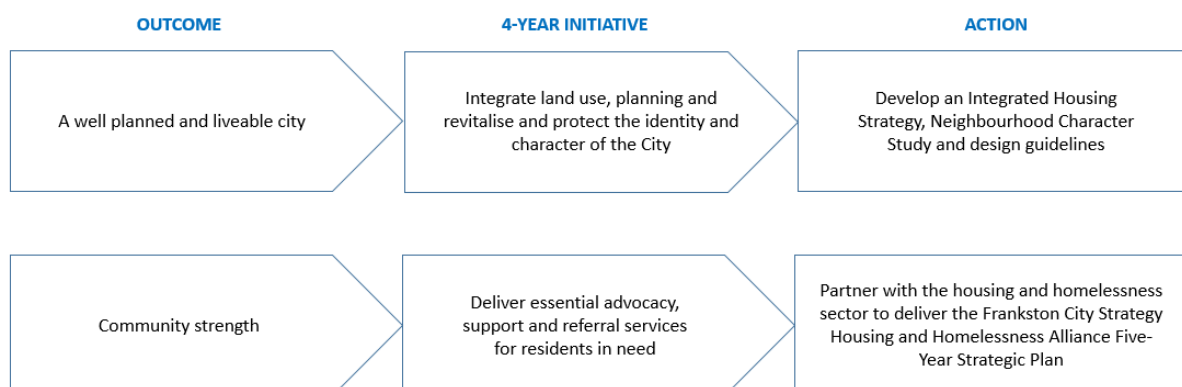 OUTCOME
4-YEAR INITIATIVE
ACTION
A well planned and liveable city
Integrate land use, planning and
revitalise and protect the identity and
character of the City
Develop an Integrated Housing
Strategy, Neighbourhood Character
Study and design guidelines
Community strength
Deliver essential advocacy,
support and referral services
for residents in need
Partner with the housing and homelessness
sector to deliver the Frankston City Strategy
Housing and Homelessness Alliance Five-
Year Strategic Plan